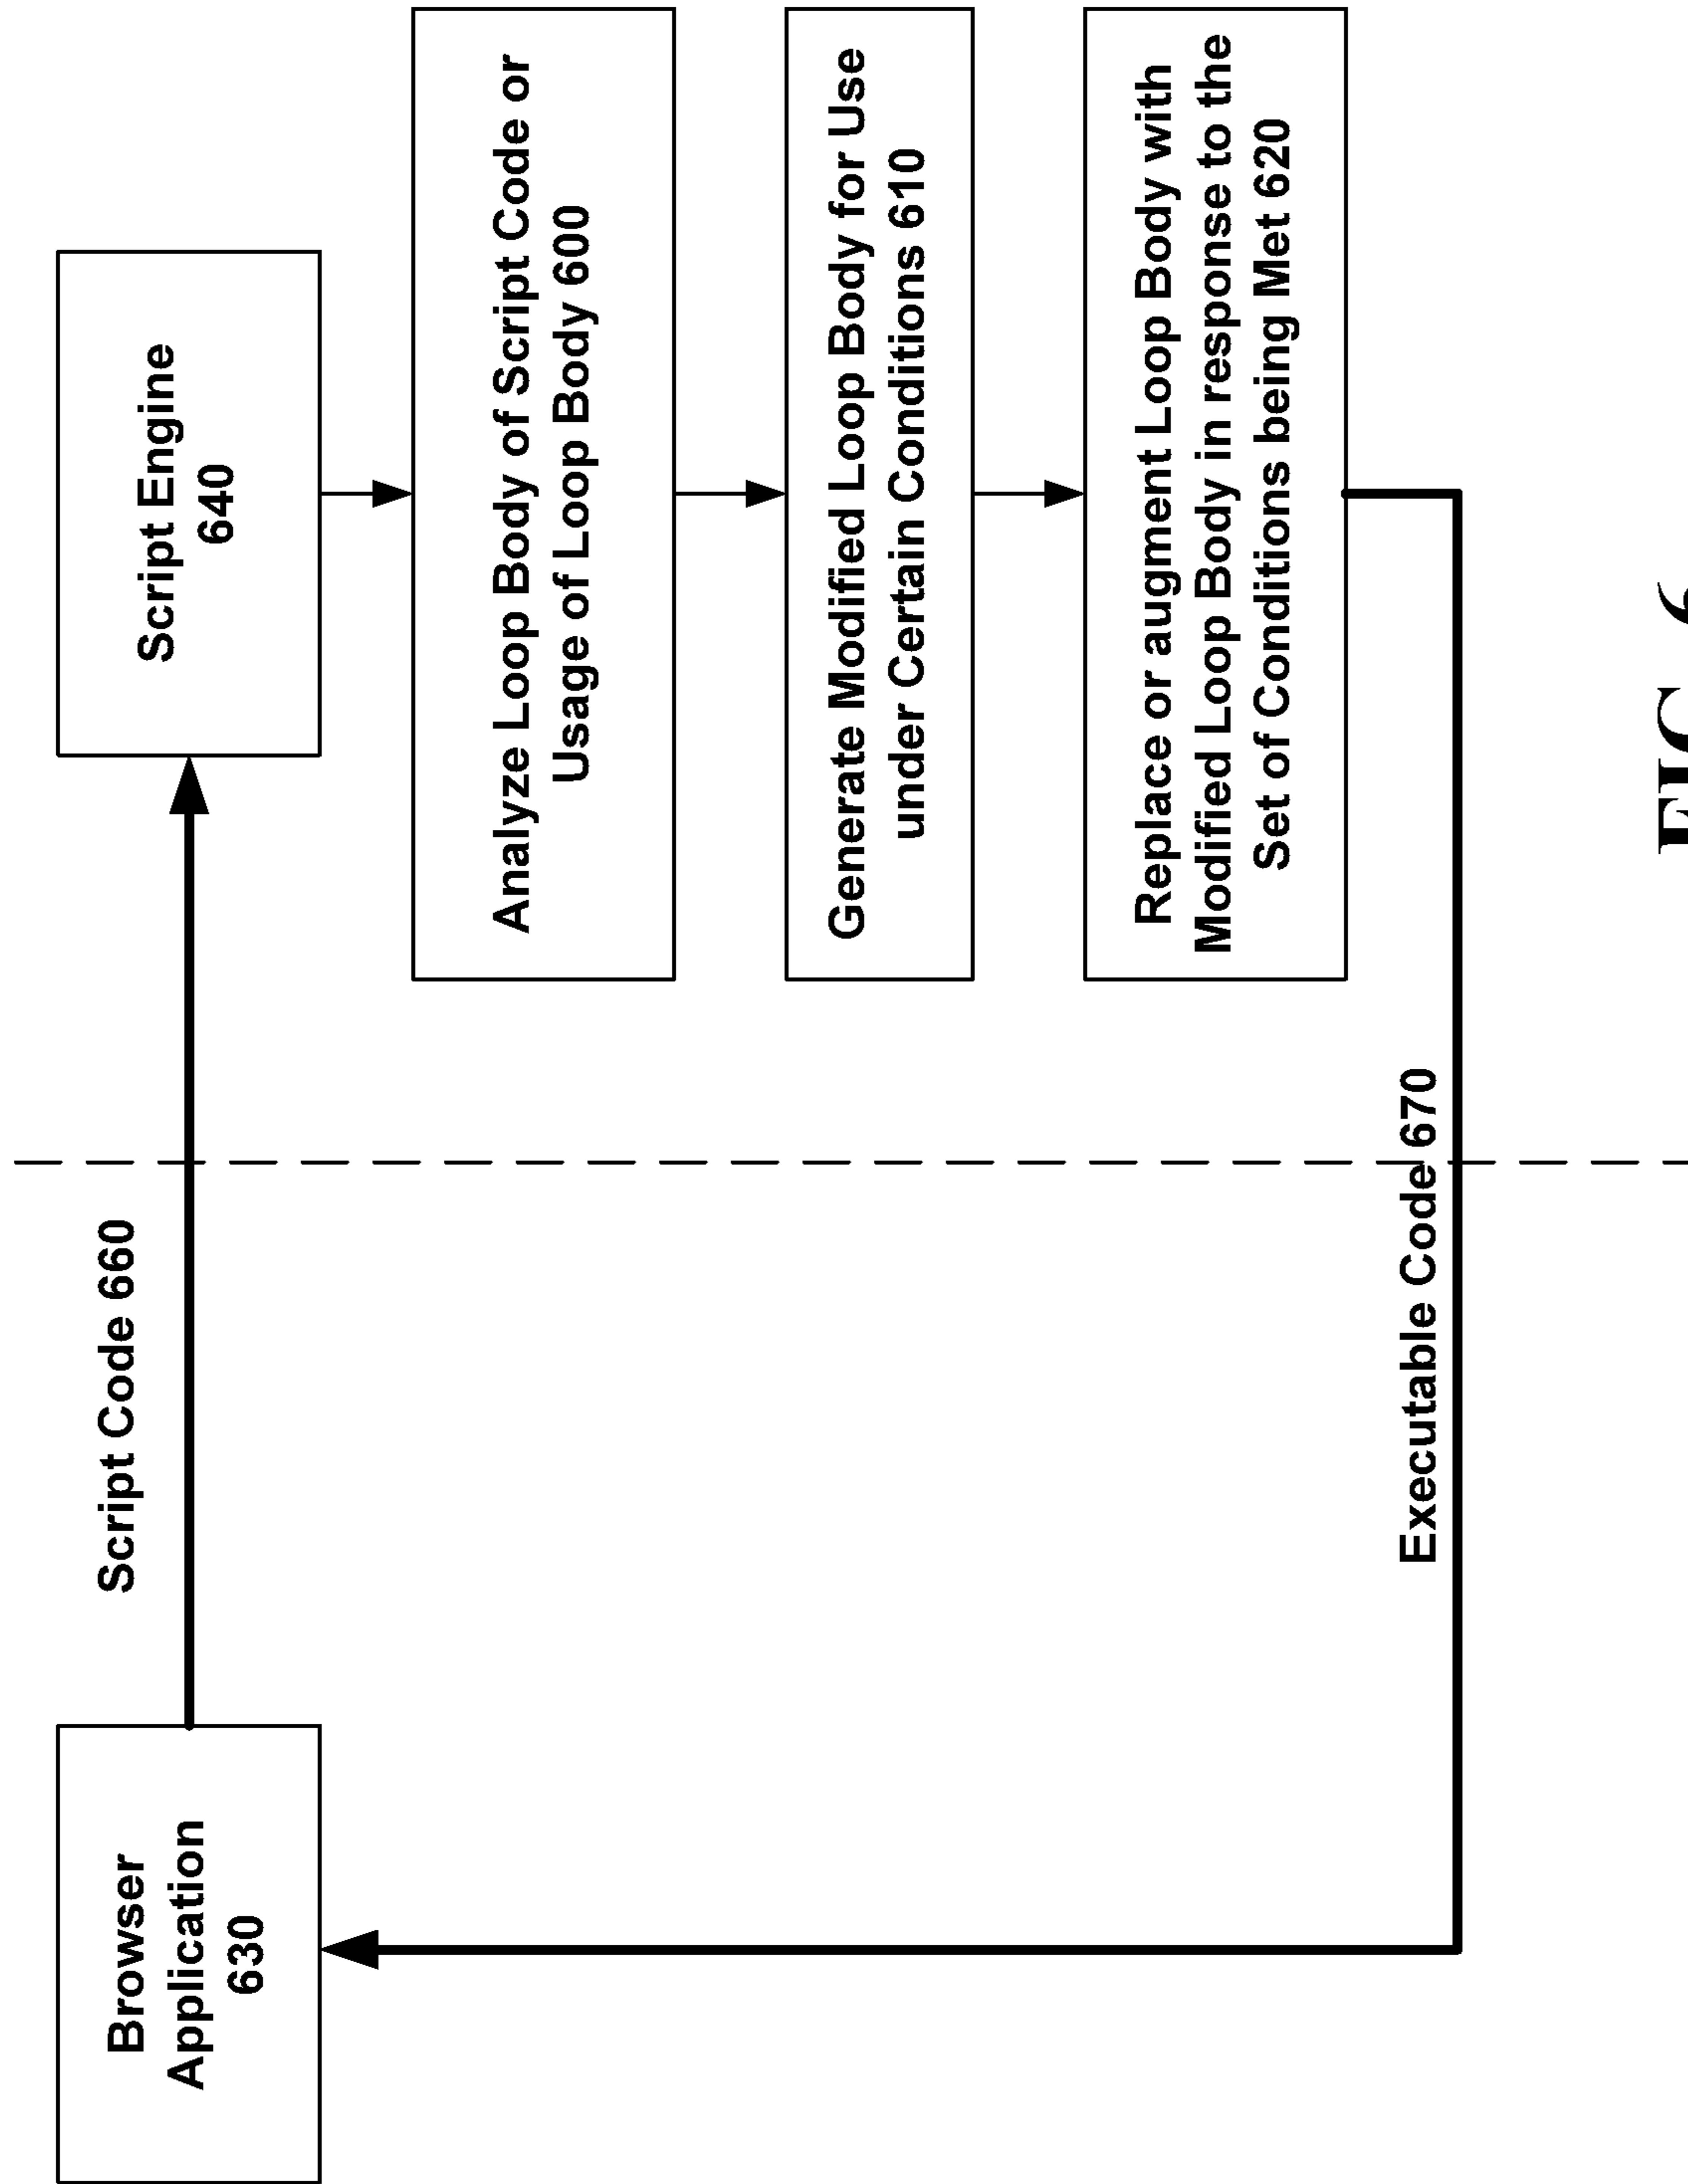 Browser
Application
630
Script Code 660
Script Engine
640
Analyze Loop Body of Script Code or
Usage of Loop Body 600
Generate Modified Loop Body for Use
under Certain Conditions 610
Replace or augment Loop Body with
Modified Loop Body in response to the
Set of Conditions being Met 620
Executable Code 670